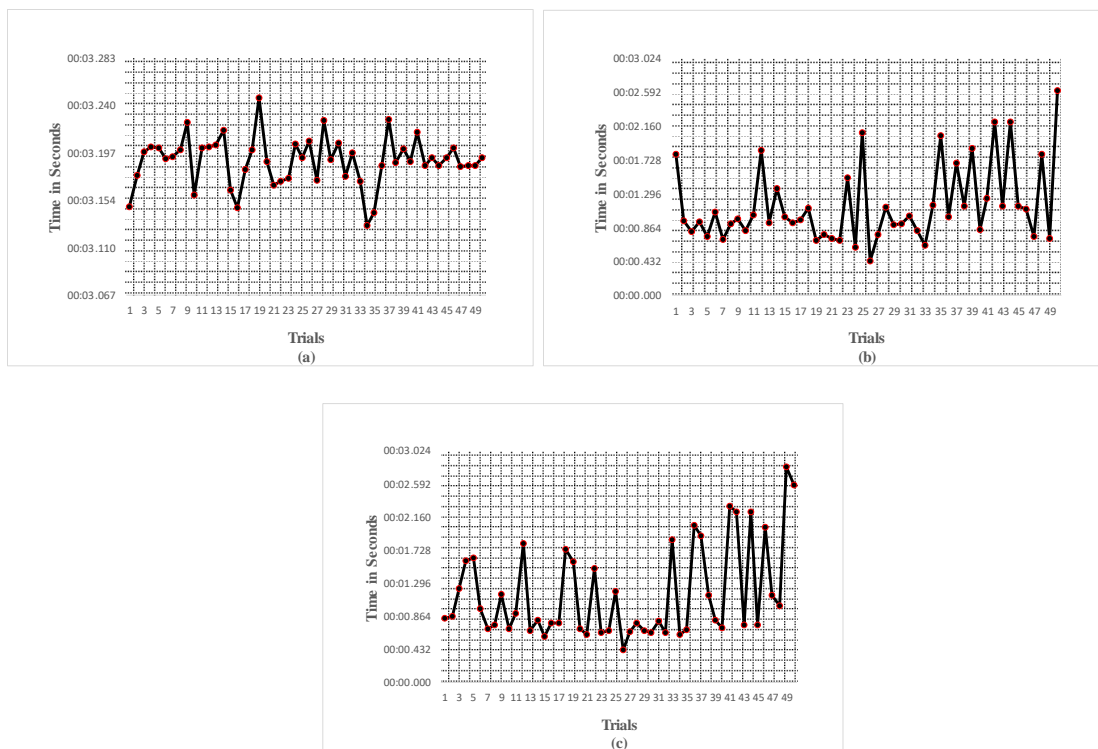 00:03.283
00:03.240
00:03.197
00:03.154
00:03.110
00:03.067
Time in Seconds
1 3 5 7 9 11 13 15 17 19 21 23 25 27 29 31 33 35 37 39 41 43 45 47 49
Trials
(a)
00:03.024
00:02.592
00:02.160
00:01.728
00:01.296
00:00.864
00:00.432
00:00.000
Time in Seconds
1 3 5 7 9 11 13 15 17 19 21 23 25 27 29 31 33 35 37 39 41 43 45 47 49
Trials
(b)
00:03.024
00:02.592
00:02.160
00:01.728
00:01.296
00:00.864
00:00.432
00:00.000
Time in Seconds
1 3 5 7 9 11 13 15 17 19 21 23 25 27 29 31 33 35 37 39 41 43 45 47 49
Trials
(c)